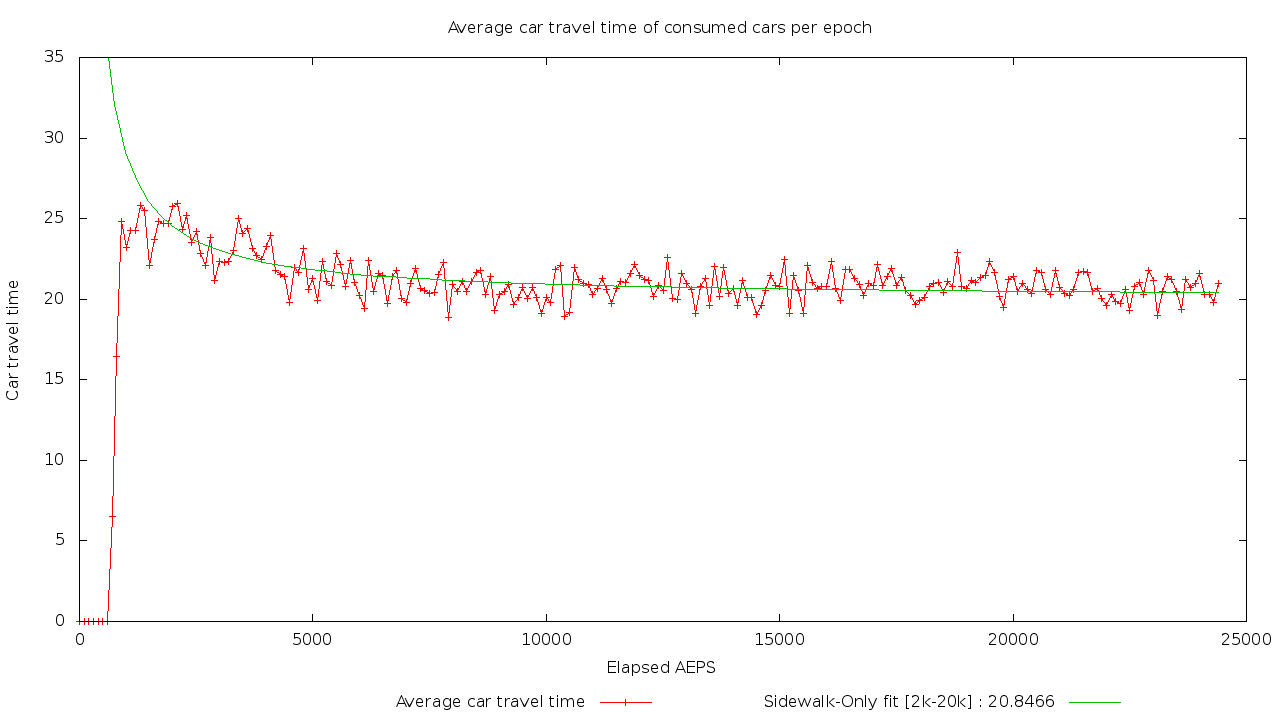 Average car travel time of consumed cars per epoch
35
30
25
20
15
10
5
0
Car travel time
0 5000 10000 15000 20000 25000
Elapsed AEPS
Average car travel time Sidewalk-Only fit [2k-20k] : 20.8466